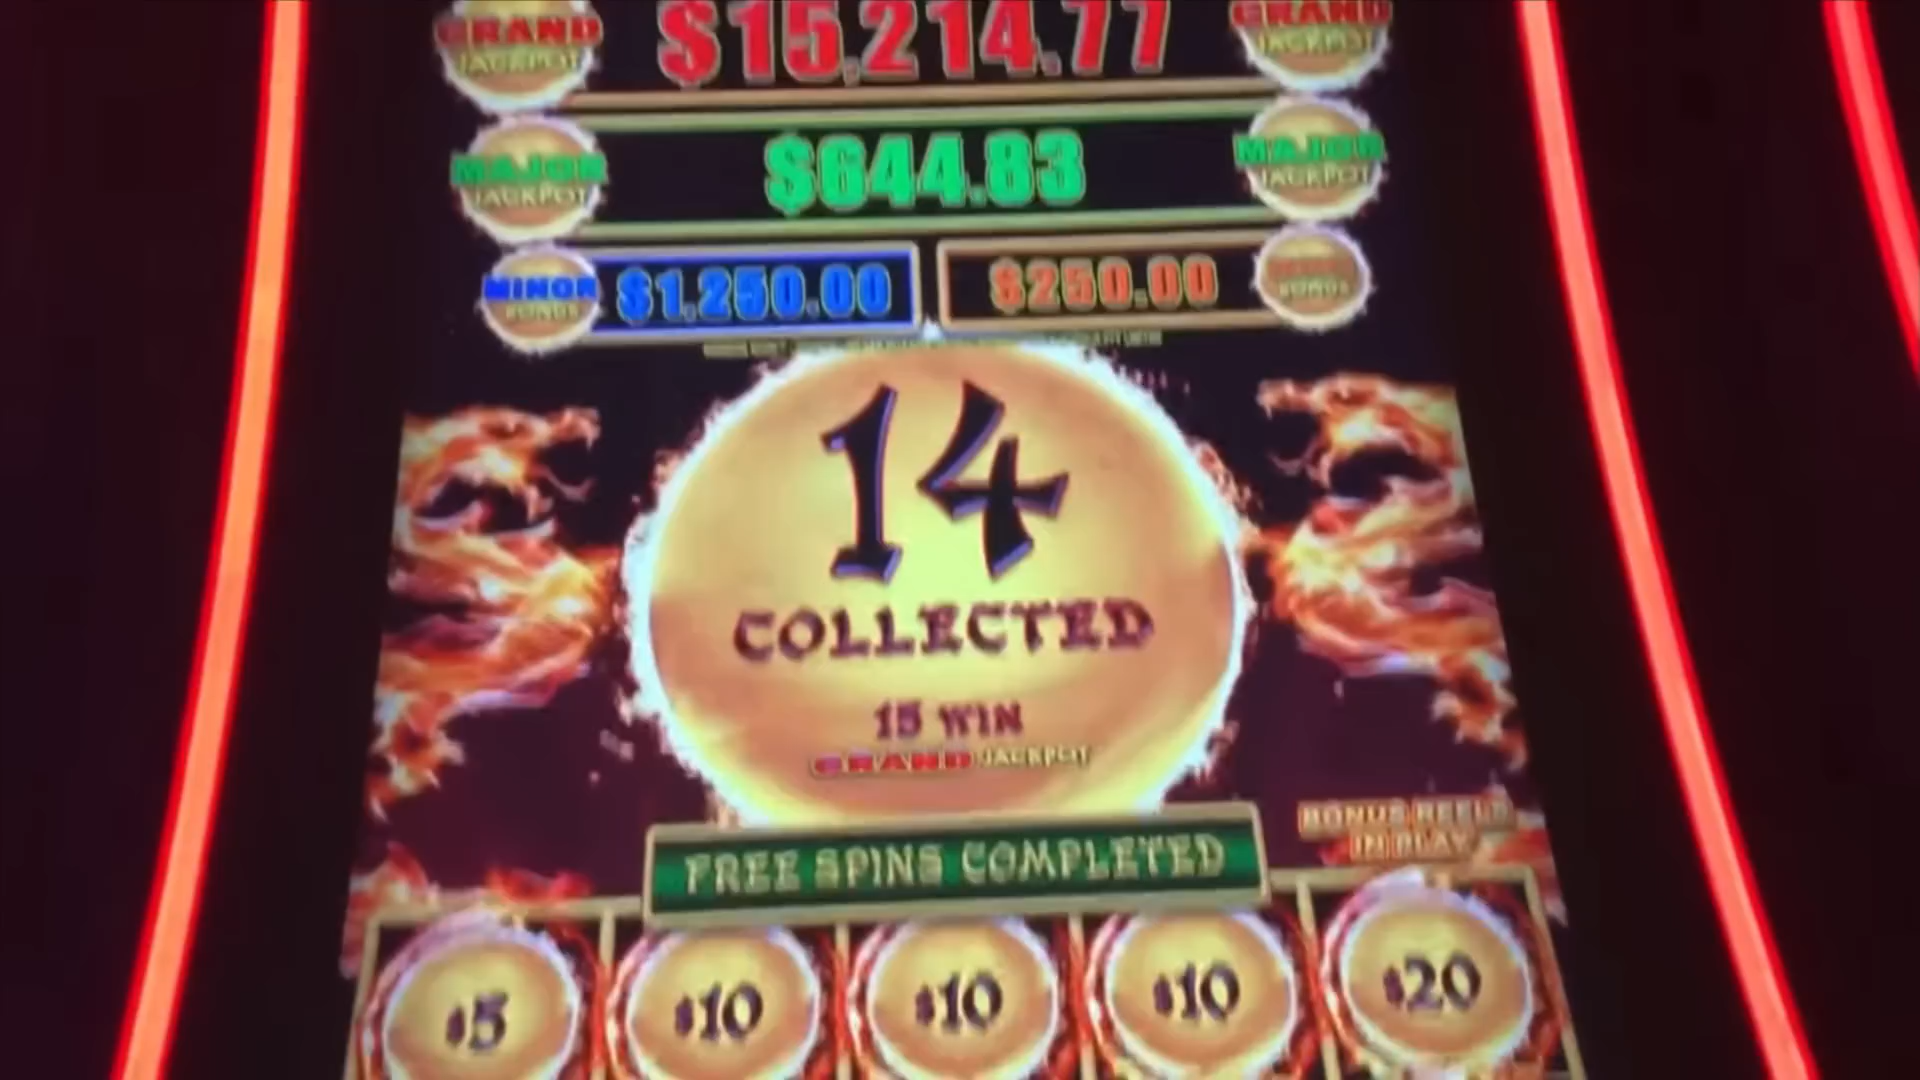 GRAND $15,214.77 GRAND
JACKPOT JACKPOT
MAJOR $644.83 MAJOR
JACKPOT JACKPOT
MINOR $1,250.00 $250.00
BONUS BONUS
14
COLLECTED
15 WIN
GRAND JACKPOT
BONUS REELS
IN PLAY
FREE SPINS COMPLETED
$5 $10 $10 $10 $20